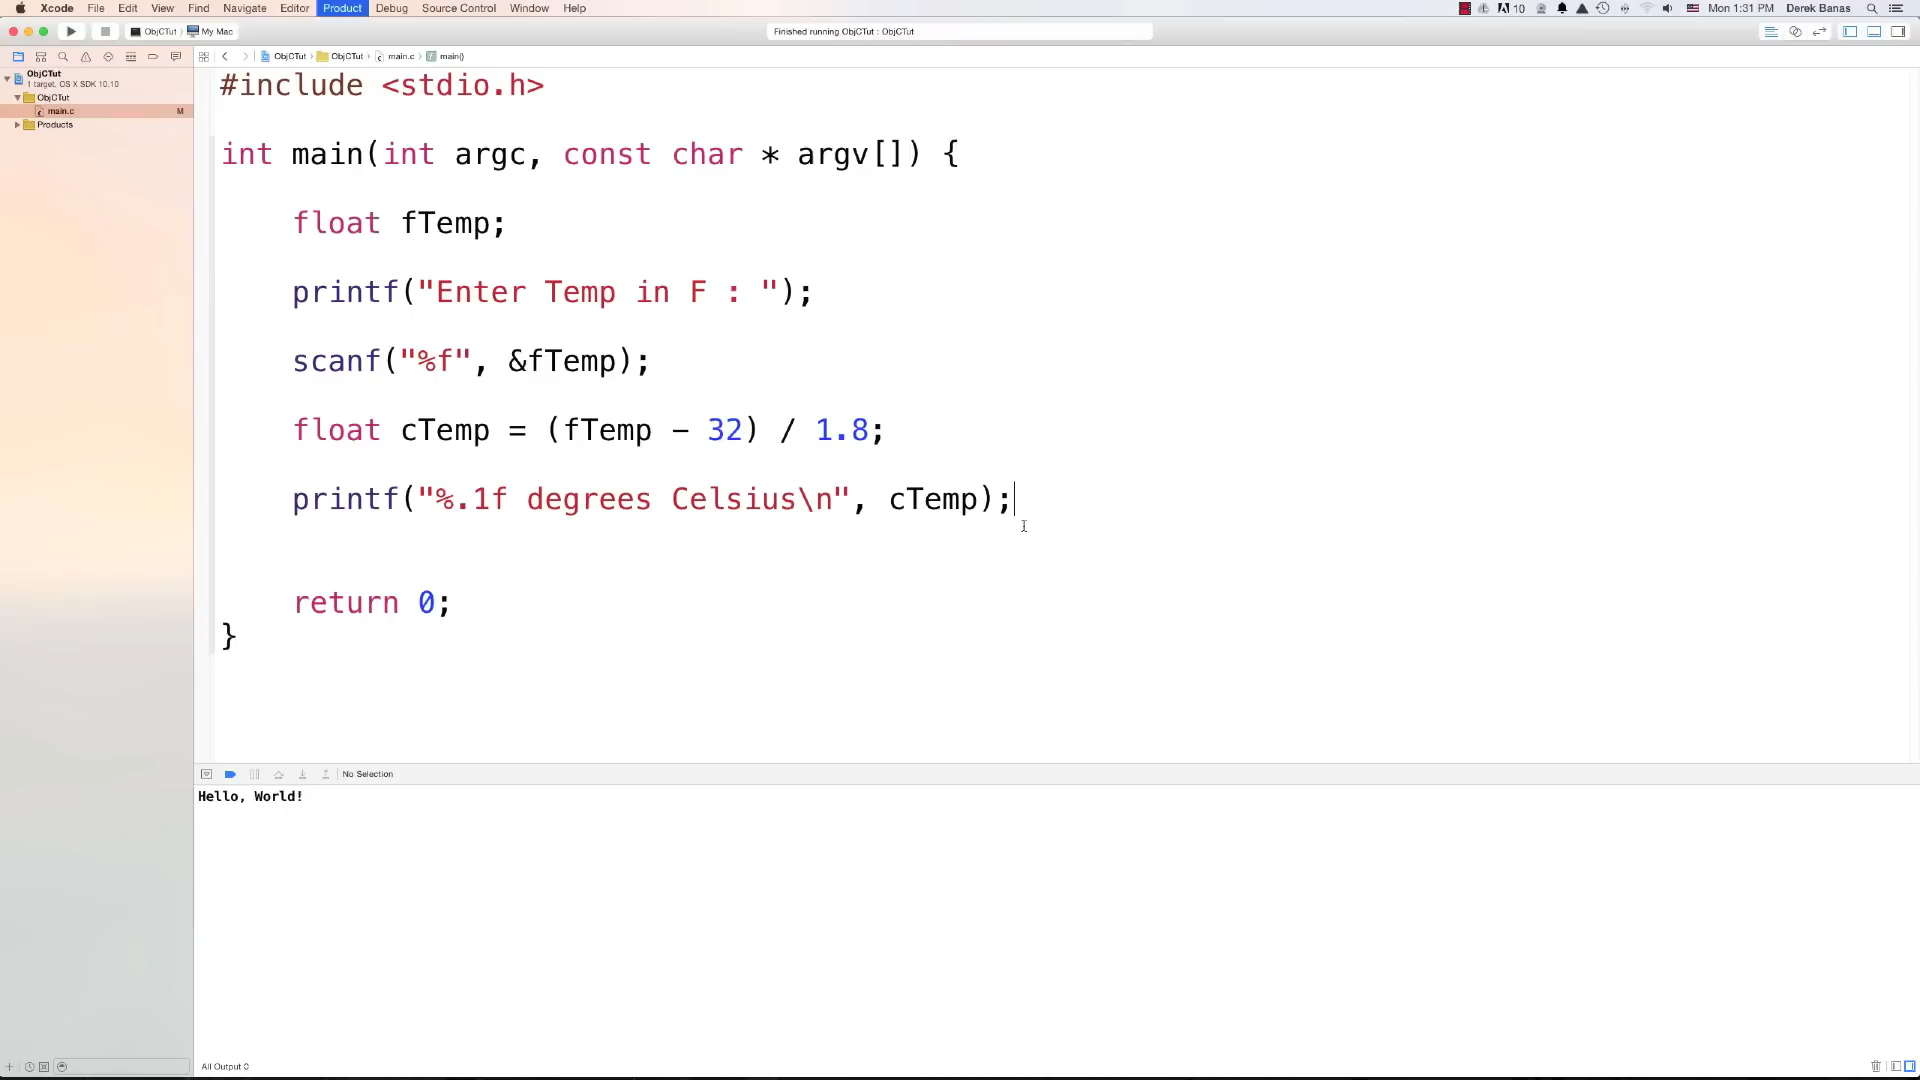 Xcode File Edit View Find Navigate Editor Product Debug Source Control Window Help 10 Mon 1:31 PM Derek Banas
ObjCTut My Mac Finished running ObjCTut : ObjCTut
ObjCTut ObjCTut main.c main()
ObjCTut
1 target, OS X SDK 10.10
ObjCTut
main.c M
Products
#include <stdio.h>
int main(int argc, const char * argv[]) {
float fTemp;
printf("Enter Temp in F : ");
scanf("%f", &fTemp);
float cTemp = (fTemp - 32) / 1.8;
printf("%.1f degrees Celsius\n", cTemp);
return 0;
}
No Selection
Hello, World!
All Output